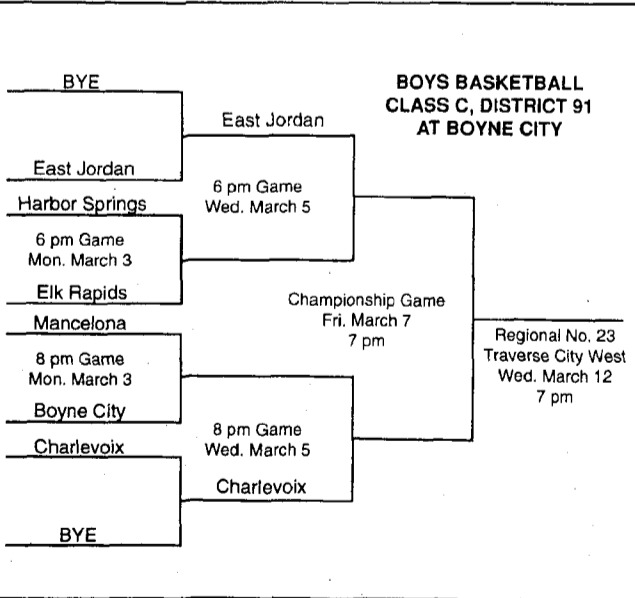 BOYS BASKETBALL
CLASS C, DISTRICT 91
AT BOYNE CITY
BYE
East Jordan
East Jordan
6 pm Game
Wed. March 5
Harbor Springs
6 pm Game
Mon. March 3
Elk Rapids
Championship Game
Fri. March 7
7 pm
Regional No. 23
Traverse City West
Wed. March 12
7 pm
Mancelona
8 pm Game
Mon. March 3
Boyne City
8 pm Game
Wed. March 5
Charlevoix
Charlevoix
BYE